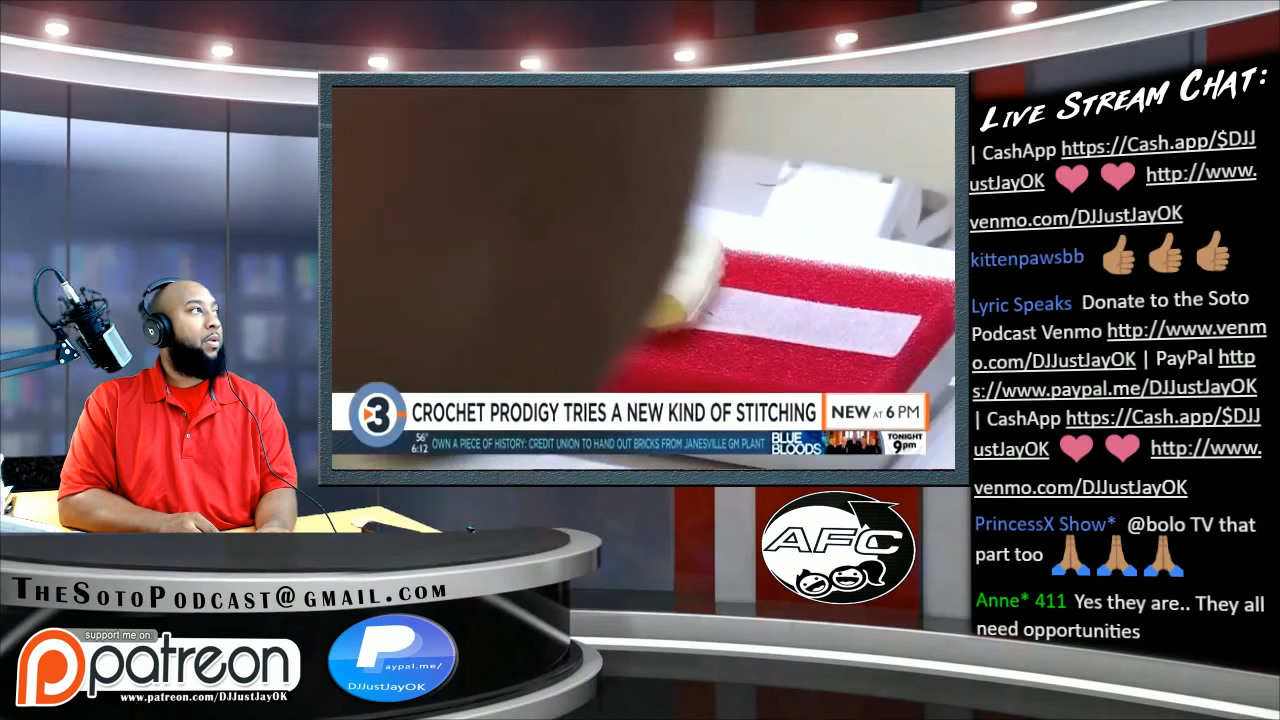 LIVE STREAM CHAT:
| CashApp https://Cash.app/$DJJ
ustJayOK http://www.
venmo.com/DJJustJayOK
kittenpawsbb
Lyric Speaks Donate to the Soto
Podcast Venmo http://www.venm
o.com/DJJustJayOK | PayPal http
s://www.paypal.me/DJJustJayOK
| CashApp https://Cash.app/$DJJ
ustJayOK http://www.
venmo.com/DJJustJayOK
PrincessX Show* @bolo TV that
part too
Anne* 411 Yes they are.. They all
need opportunities
3
CROCHET PRODIGY TRIES A NEW KIND OF STITCHING
NEW AT 6 PM
56°
6:12
OWN A PIECE OF HISTORY: CREDIT UNION TO HAND OUT BRICKS FROM JANESVILLE GM PLANT
BLUE
BLOODS
TONIGHT
9pm
AFC
THESOTOPODCAST@GMAIL.COM
support me on:
patreon
www.patreon.com/DJJustJayOK
Paypal.me/
DJJustJayOK